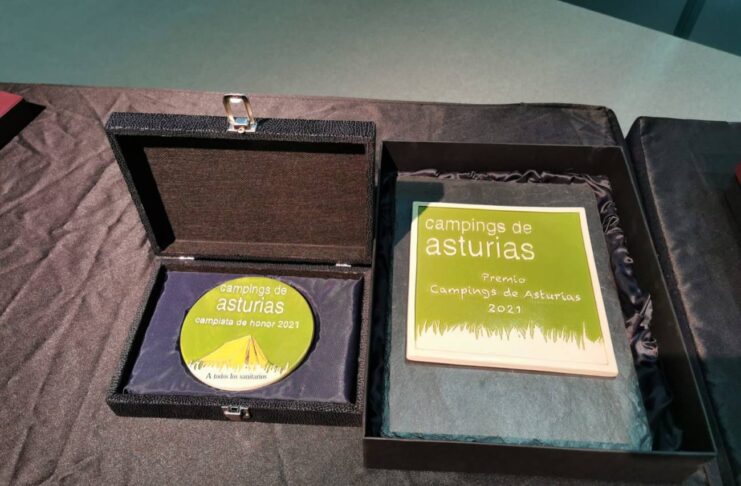 campings de
asturias
campista de honor 2021
A todos los sanitarios
campings de
asturias
Premio
Campings de Asturias
2021